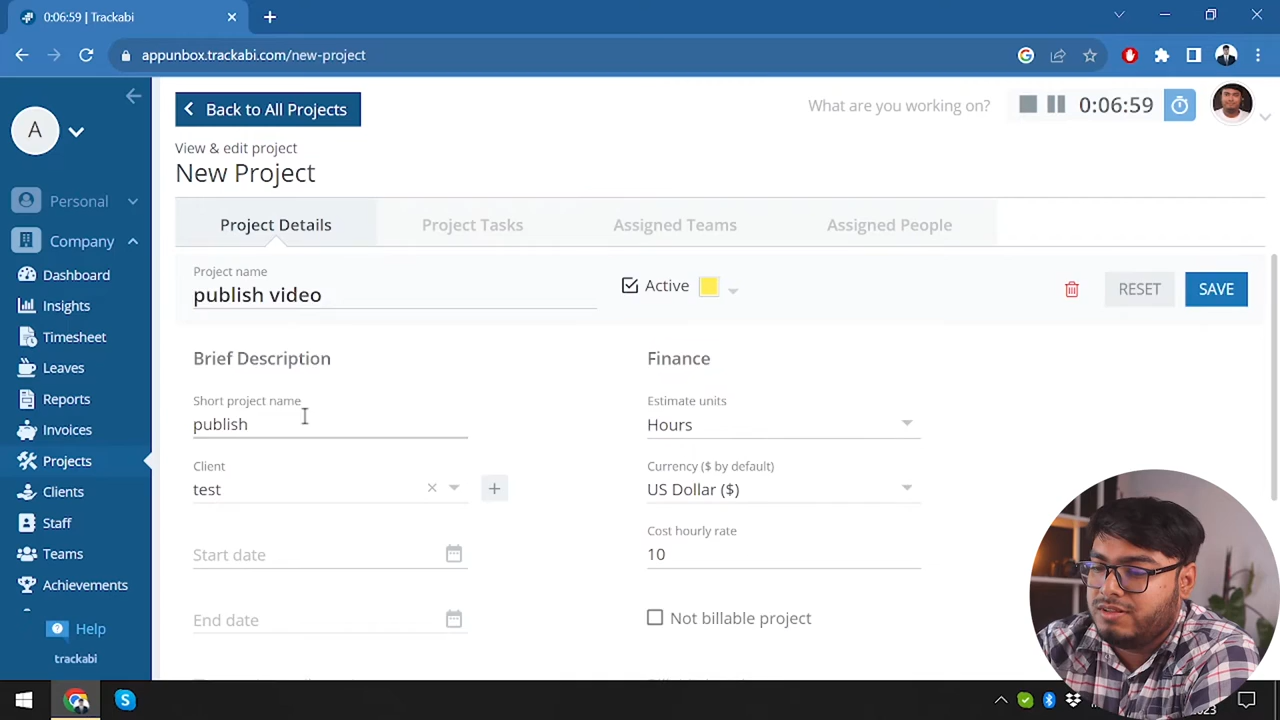 0:06:59 | Trackabi
appunbox.trackabi.com/new-project
A
Personal
Company
Dashboard
Insights
Timesheet
Leaves
Reports
Invoices
Projects
Clients
Staff
Teams
Achievements
Help
trackabi
Back to All Projects
What are you working on?
0:06:59
View & edit project
New Project
Project Details
Project Tasks
Assigned Teams
Assigned People
Project name
publish video
Active
RESET
SAVE
Brief Description
Short project name
publish
Client
test
Start date
End date
Finance
Estimate units
Hours
Currency ($ by default)
US Dollar ($)
Cost hourly rate
10
Not billable project
2023